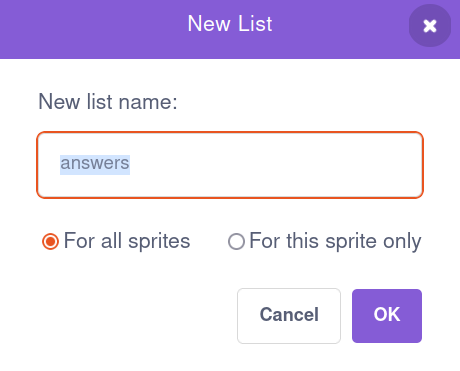 New List
New list name:
answers
For all sprites For this sprite only
Cancel OK